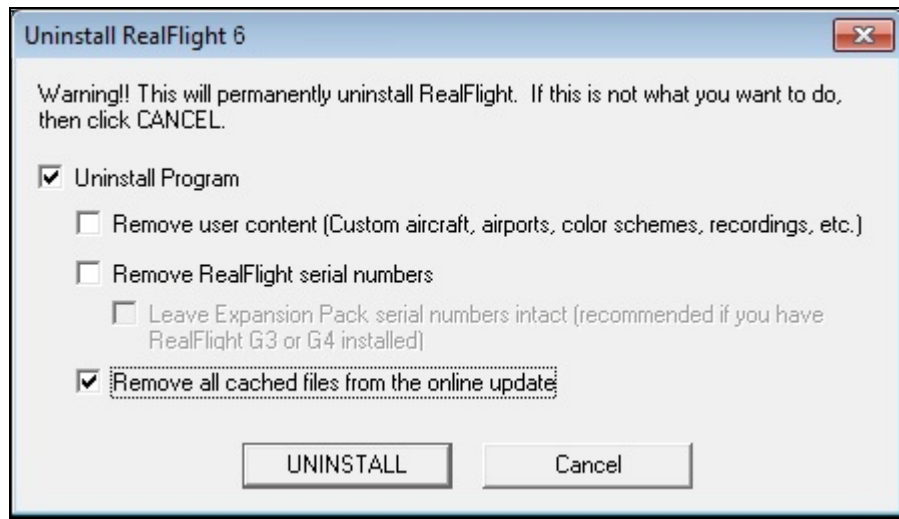 Uninstall RealFlight 6
Warning!! This will permanently uninstall RealFlight. If this is not what you want to do,
then click CANCEL.
Uninstall Program
Remove user content (Custom aircraft, airports, color schemes, recordings, etc.)
Remove RealFlight serial numbers
Leave Expansion Pack serial numbers intact (recommended if you have
RealFlight G3 or G4 installed)
Remove all cached files from the online update
UNINSTALL
Cancel